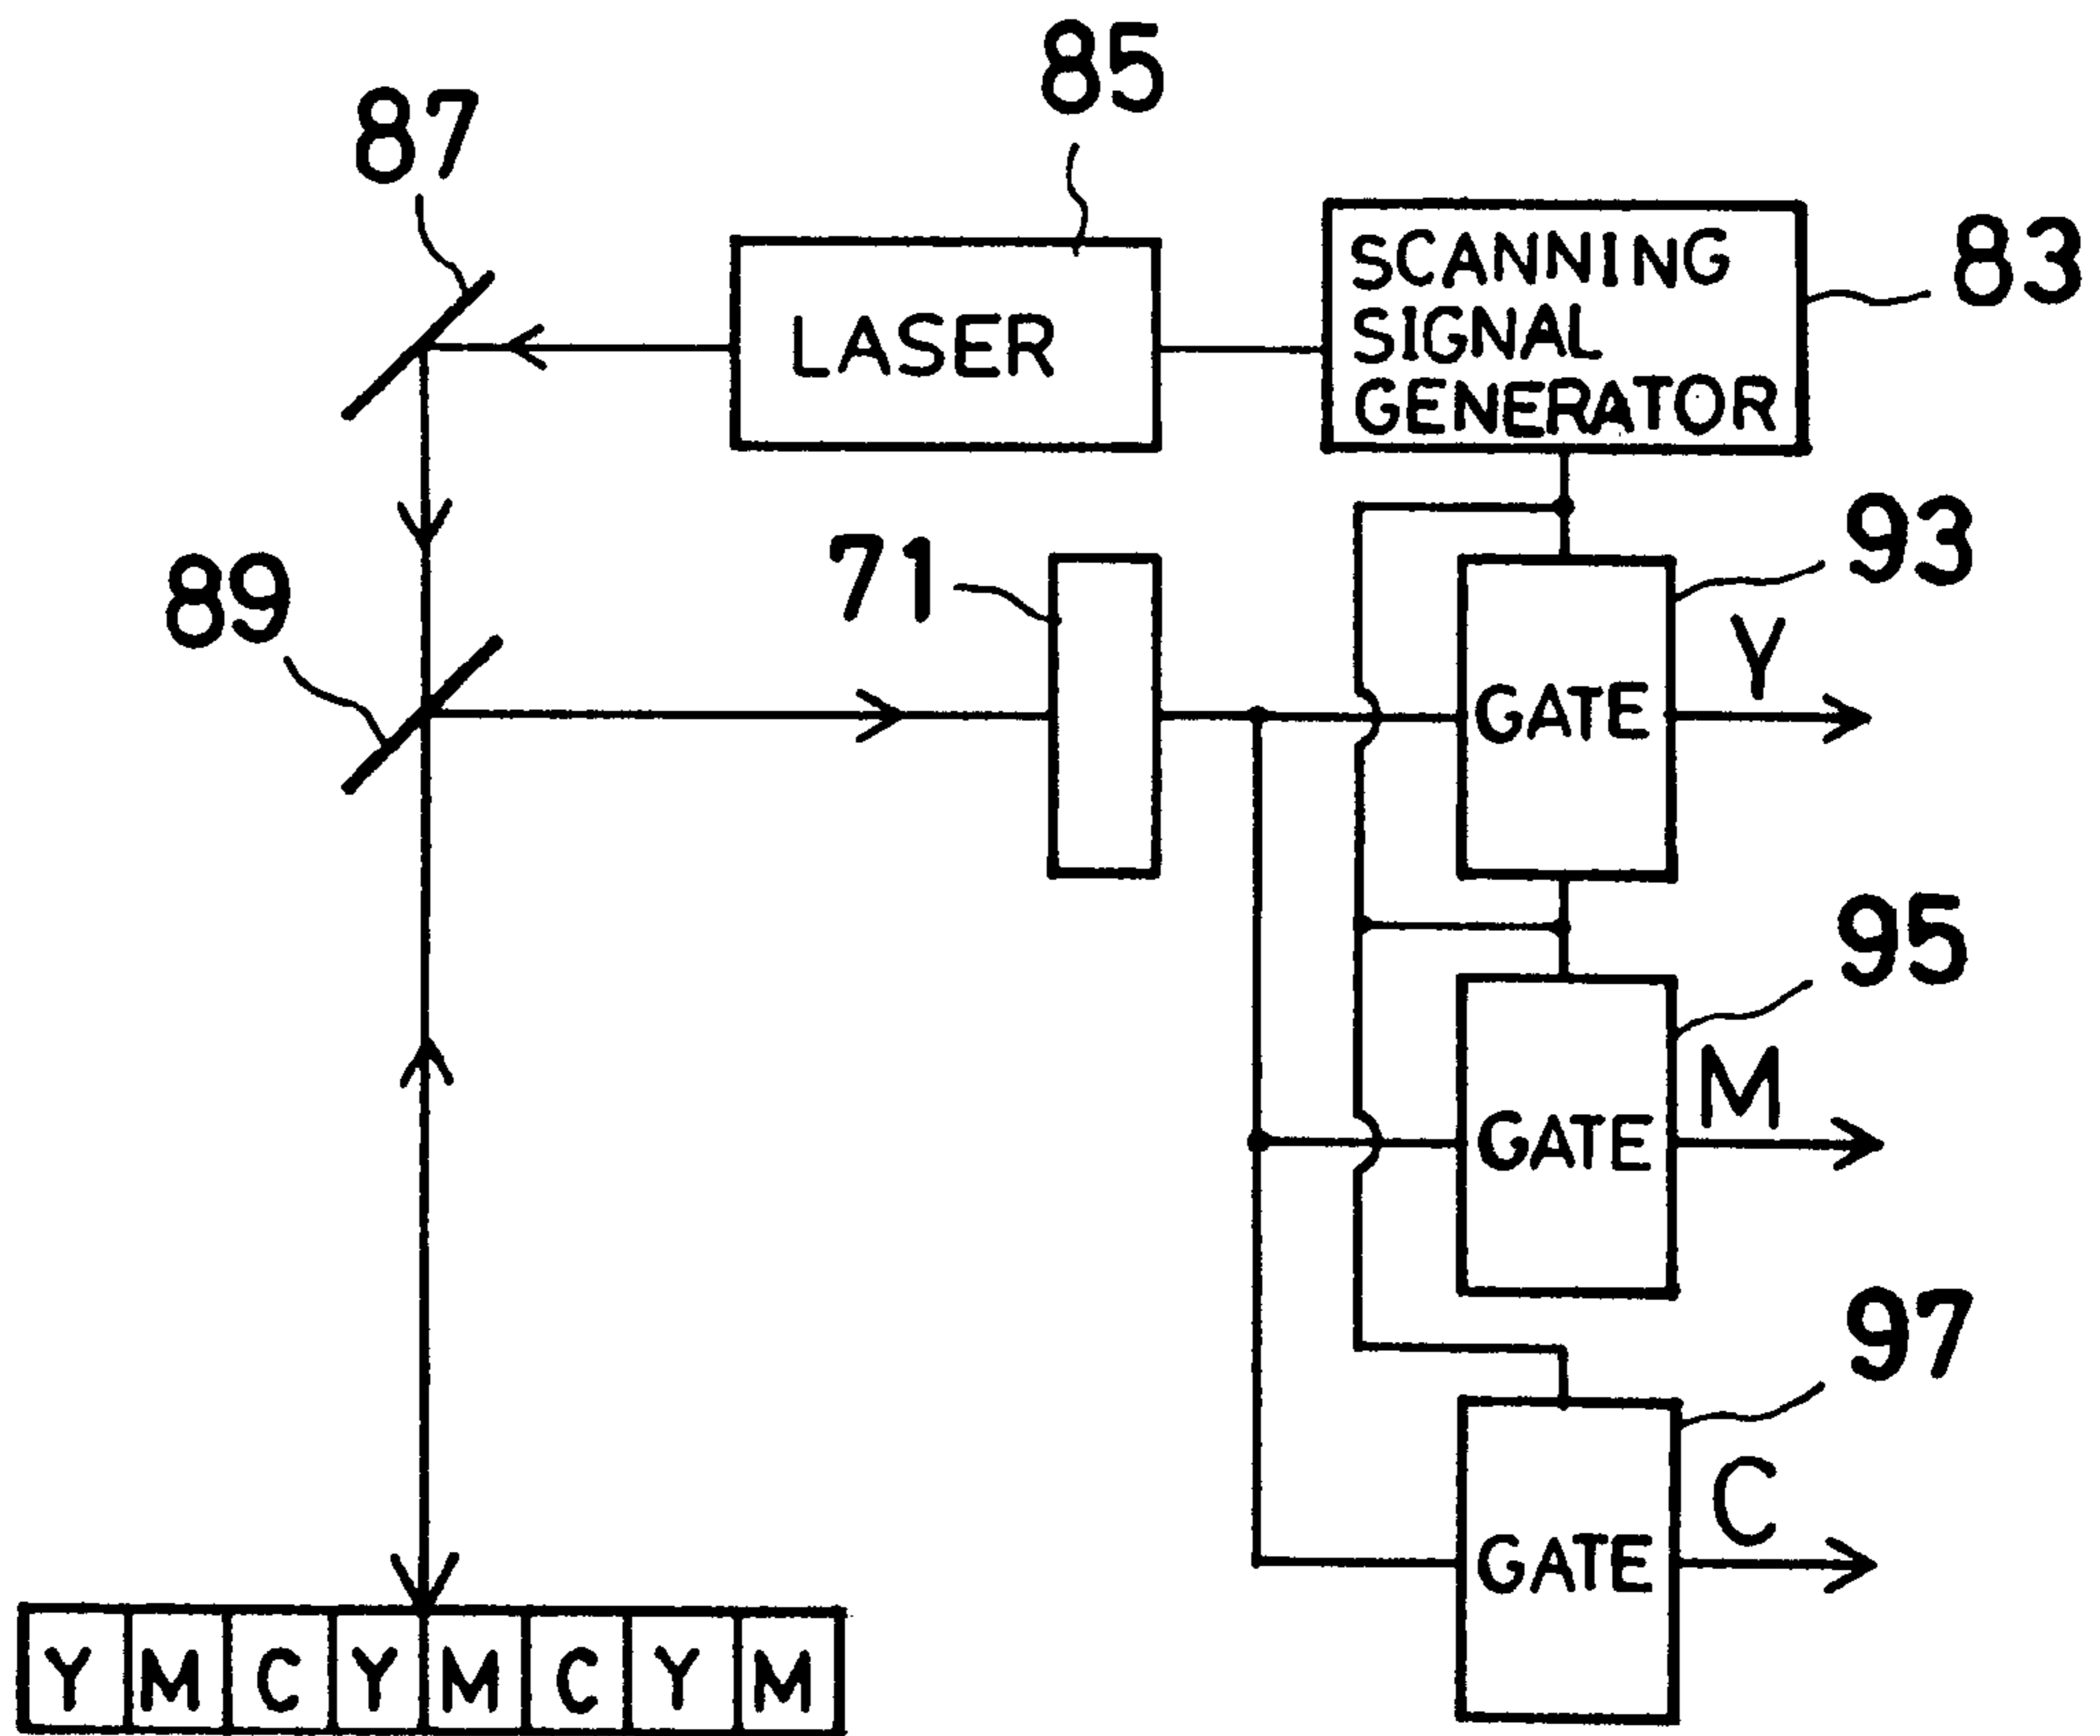 85
87
SCANNING
SIGNAL
GENERATOR
83
LASER
93
71
89
Y
GATE
95
M
GATE
97
C
GATE
Y M C Y M C Y M